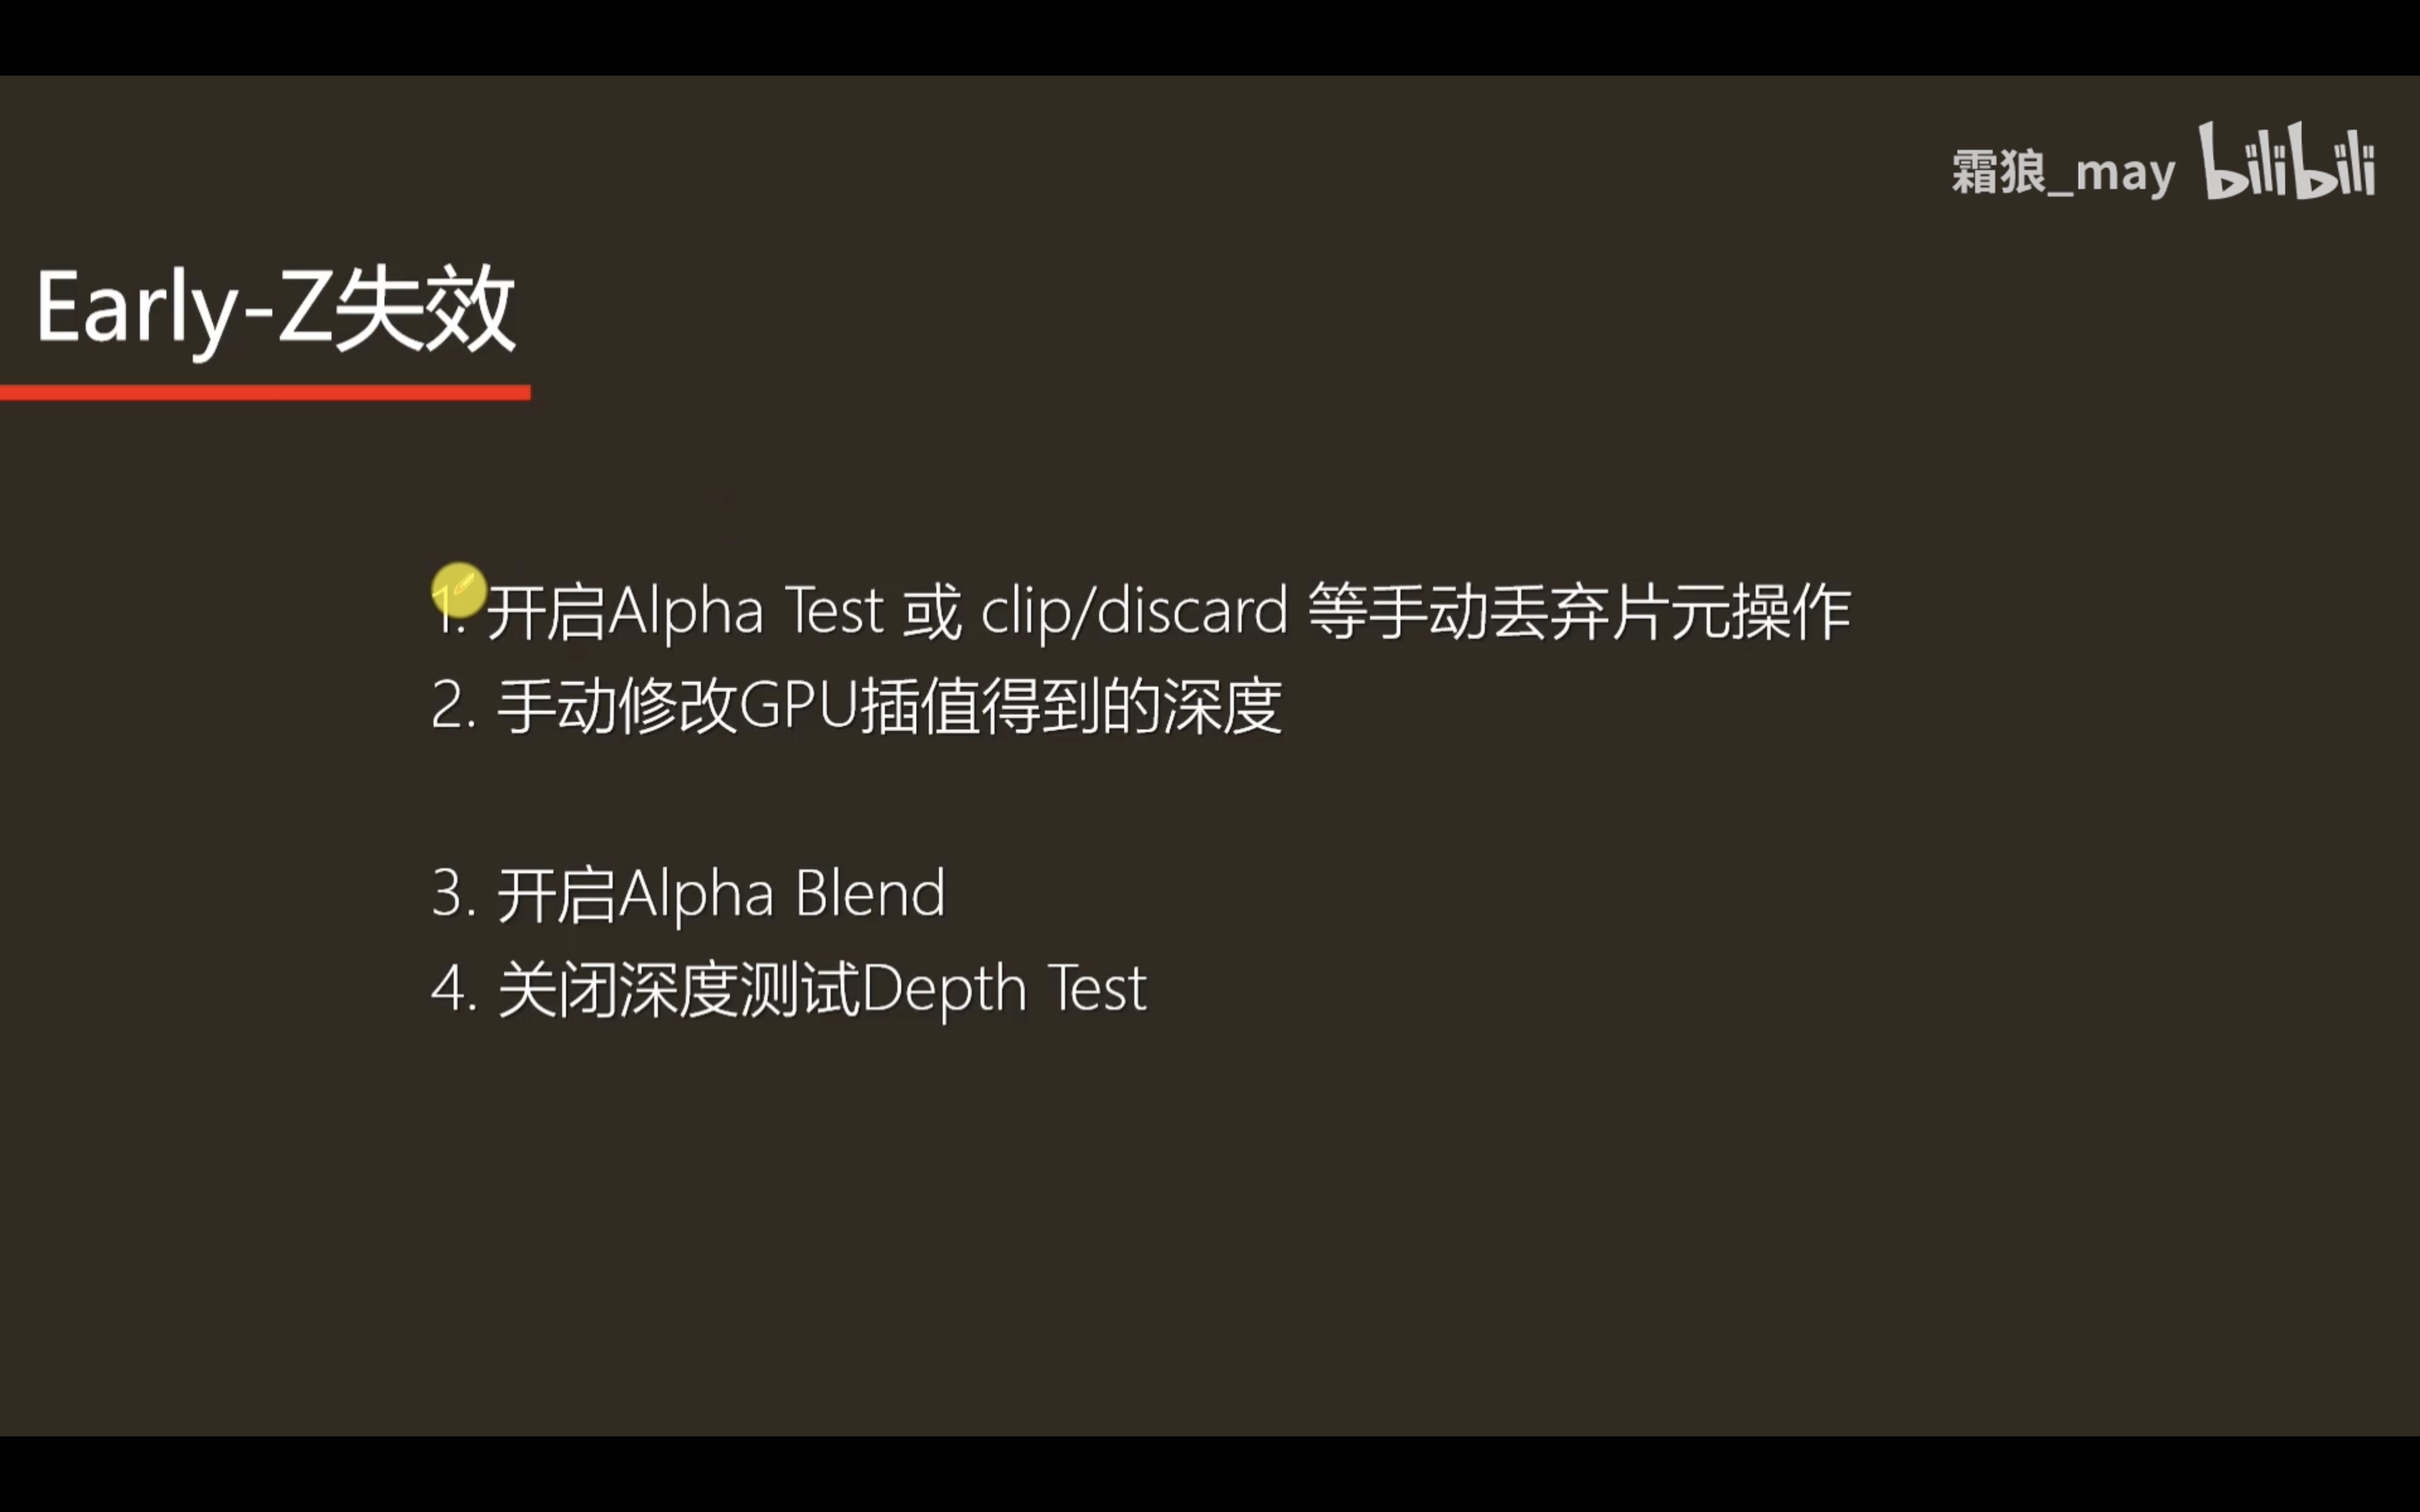 霜狼_may bilibili
Early-Z失效
1. 开启Alpha Test 或 clip/discard 等手动丢弃片元操作
2. 手动修改GPU插值得到的深度
3. 开启Alpha Blend
4. 关闭深度测试Depth Test